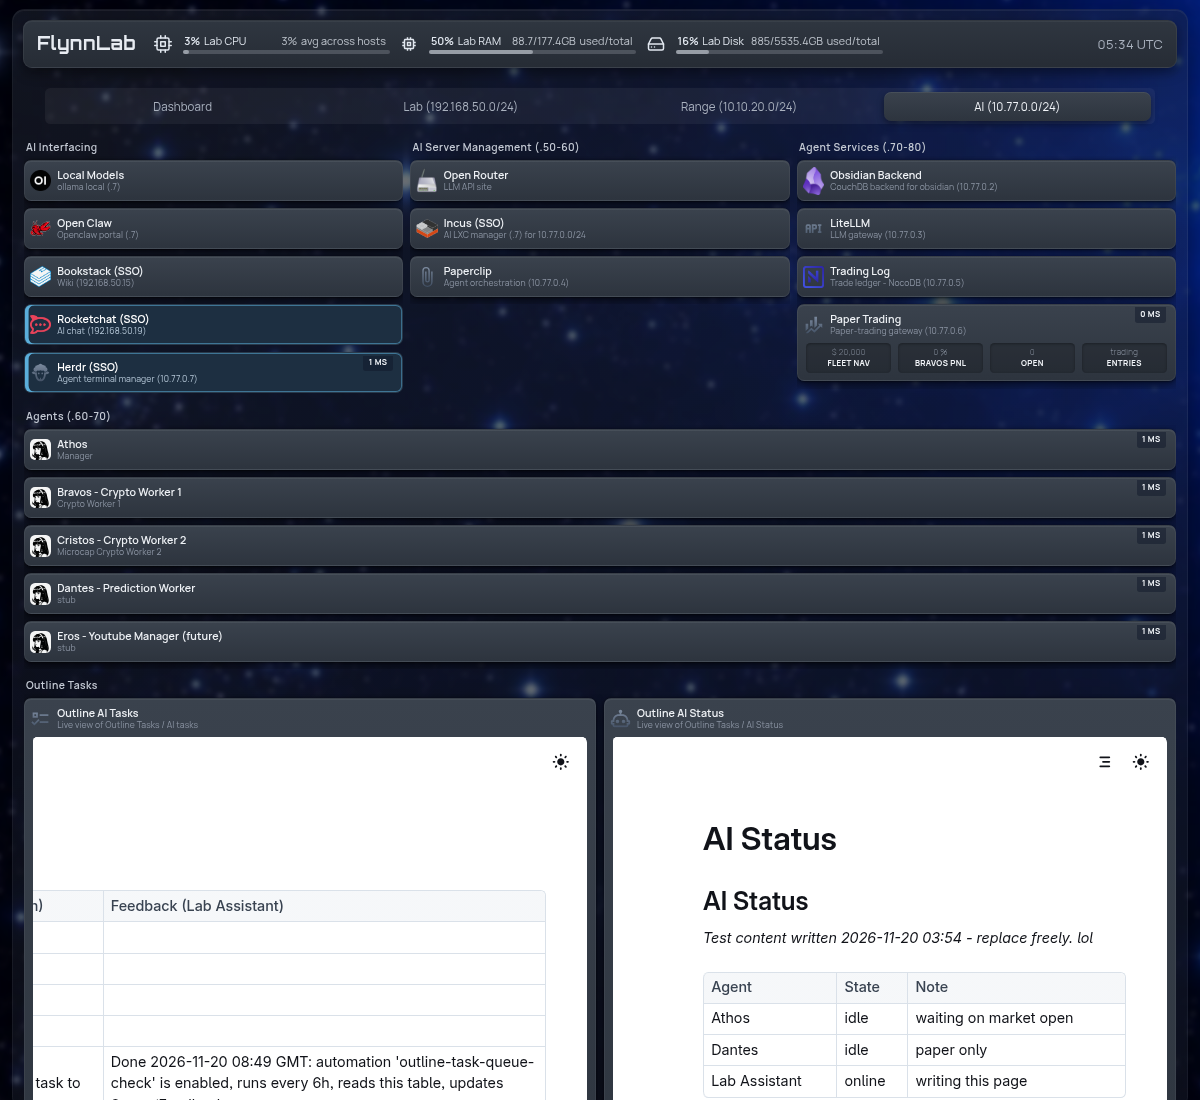 FlynnLab
3% Lab CPU 3% avg across hosts
50% Lab RAM 88.7/177.4GB used/total
16% Lab Disk 885/5535.4GB used/total
05:34 UTC
Dashboard
Lab (192.168.50.0/24)
Range (10.10.20.0/24)
AI (10.77.0.0/24)
AI Interfacing
OI
Local Models
ollama local (.7)
Open Claw
Openclaw portal (.7)
Bookstack (SSO)
Wiki (192.168.50.15)
Rocketchat (SSO)
AI chat (192.168.50.19)
Herdr (SSO)
Agent terminal manager (10.77.0.7)
1 MS
AI Server Management (.50-60)
Open Router
LLM API site
Incus (SSO)
AI LXC manager (.7) for 10.77.0.0/24
Paperclip
Agent orchestration (10.77.0.4)
Agent Services (.70-80)
Obsidian Backend
CouchDB backend for obsidian (10.77.0.2)
API
LiteLLM
LLM gateway (10.77.0.3)
Trading Log
Trade ledger - NocoDB (10.77.0.5)
Paper Trading
Paper-trading gateway (10.77.0.6)
0 MS
$ 20,000
FLEET NAV
0 %
BRAVOS PNL
0
OPEN
trading
ENTRIES
Agents (.60-70)
Athos
Manager
1 MS
Bravos - Crypto Worker 1
Crypto Worker 1
1 MS
Cristos - Crypto Worker 2
Microcap Crypto Worker 2
1 MS
Dantes - Prediction Worker
stub
1 MS
Eros - Youtube Manager (future)
stub
1 MS
Outline Tasks
Outline AI Tasks
Live view of Outline Tasks / AI tasks
Feedback (Lab Assistant)
task to
Done 2026-11-20 08:49 GMT: automation 'outline-task-queue-
check' is enabled, runs every 6h, reads this table, updates
Outline AI Status
Live view of Outline Tasks / AI Status
AI Status
AI Status
Test content written 2026-11-20 03:54 - replace freely. lol
Agent State Note
Athos idle waiting on market open
Dantes idle paper only
Lab Assistant online writing this page